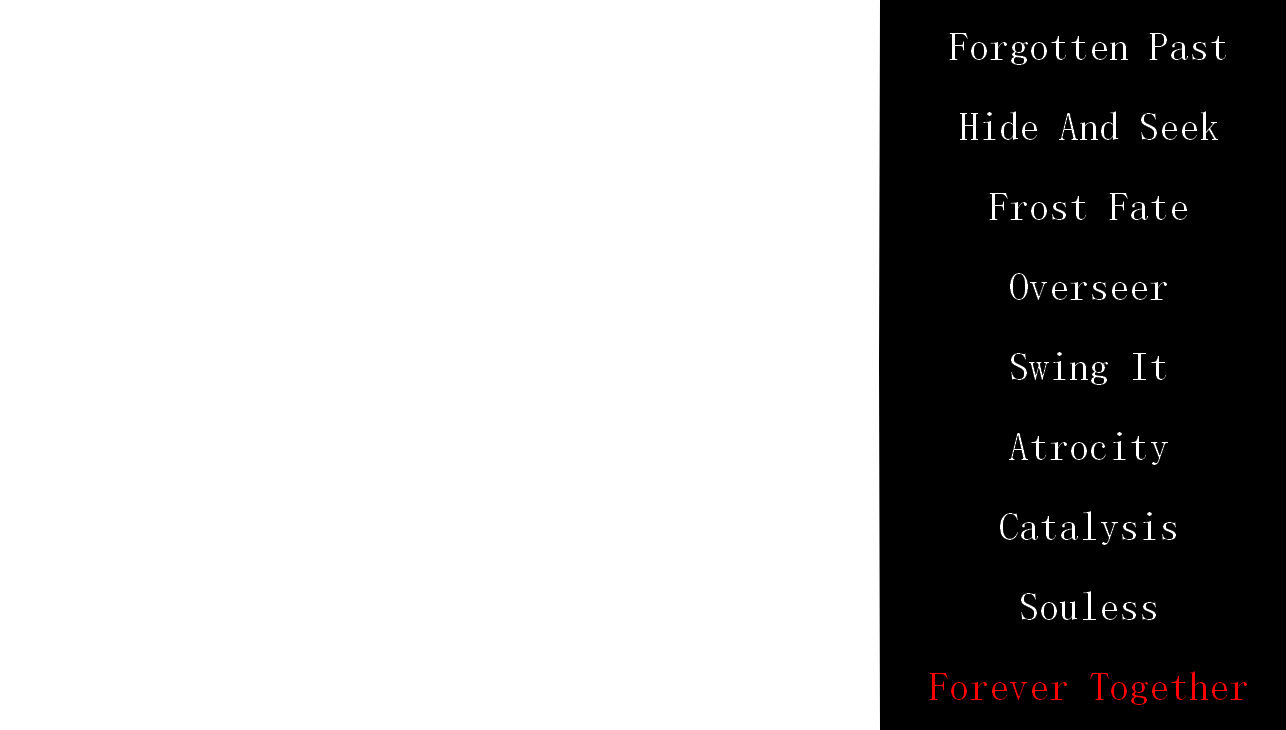 Forgotten Past
Hide And Seek
Frost Fate
Overseer
Swing It
Atrocity
Catalysis
Souless
Forever Together